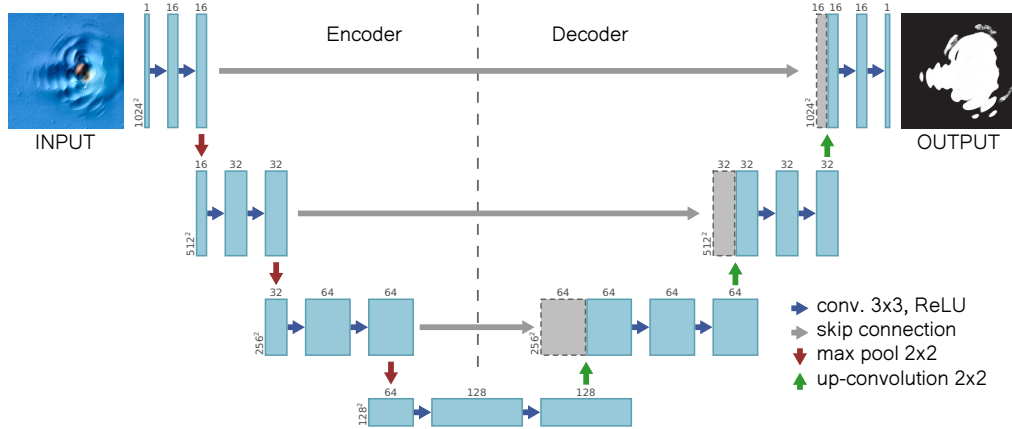 Encoder
Decoder
1 16 16
16 16 16 1
1024²
1024²
INPUT
OUTPUT
16 32 32
32 32 32 32
512²
512²
32 64 64
64 64 64 64
256²
256²
64 128 128
128²
conv. 3x3, ReLU
skip connection
max pool 2x2
up-convolution 2x2